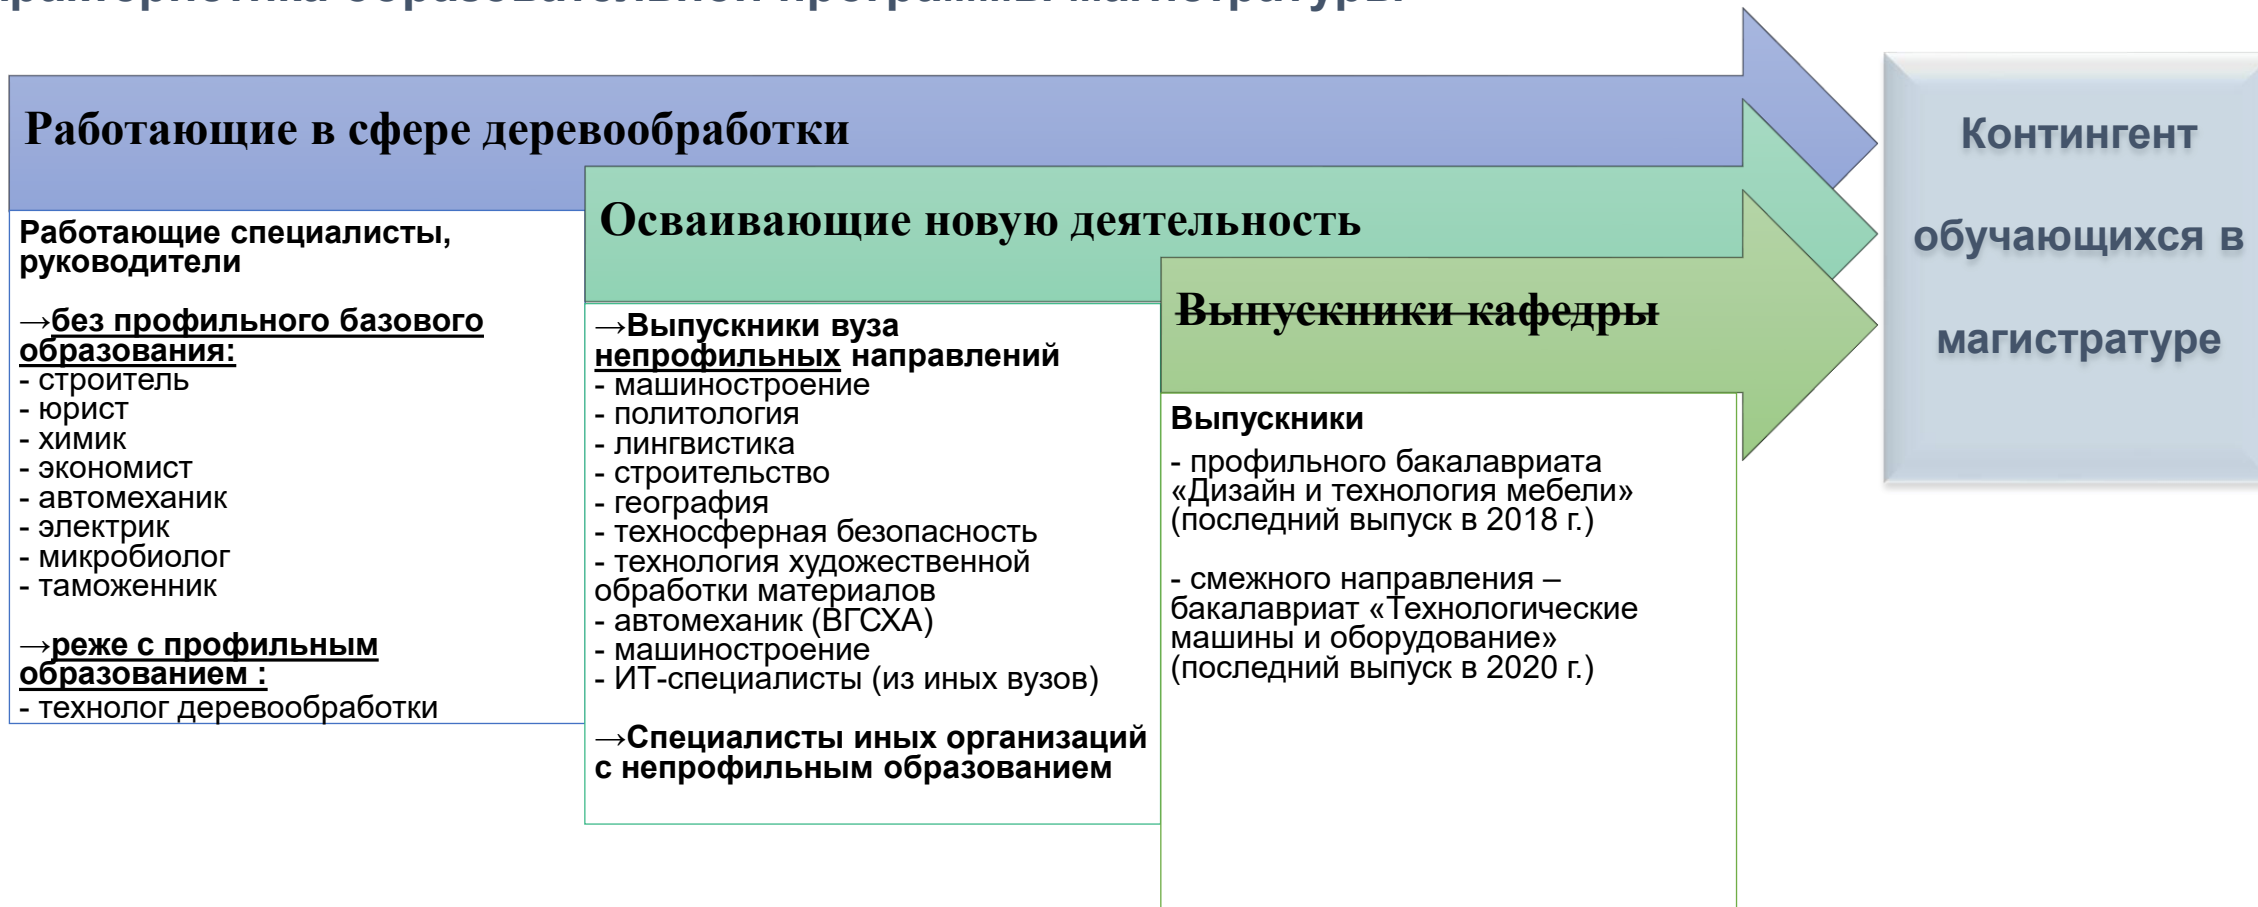 образовательной программы магистратуры
Работающие в сфере деревообработки
Работающие специалисты,
руководители
→без профильного базового
образования:
- строитель
- юрист
- химик
- экономист
- автомеханик
- электрик
- микробиолог
- таможенник
→реже с профильным
образованием :
- технолог деревообработки
Осваивающие новую деятельность
→Выпускники вуза
непрофильных направлений
- машиностроение
- политология
- лингвистика
- строительство
- география
- техносферная безопасность
- технология художественной
обработки материалов
- автомеханик (ВГСХА)
- машиностроение
- ИТ-специалисты (из иных вузов)
→Специалисты иных организаций
с непрофильным образованием
Выпускники кафедры
Выпускники
- профильного бакалавриата
«Дизайн и технология мебели»
(последний выпуск в 2018 г.)
- смежного направления –
бакалавриат «Технологические
машины и оборудование»
(последний выпуск в 2020 г.)
Контингент
обучающихся в
магистратуре